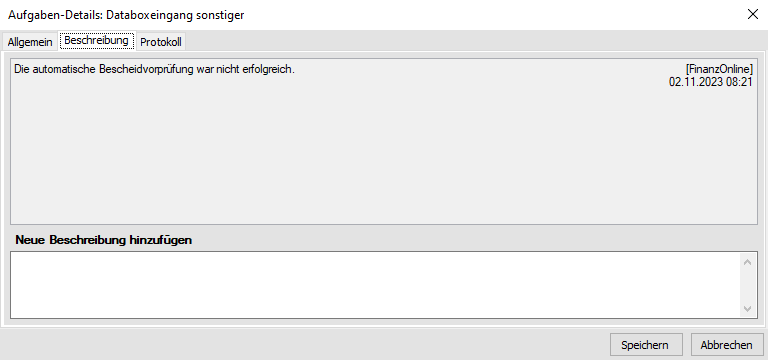 Aufgaben-Details: Databoxeingang sonstiger
Allgemein Beschreibung Protokoll
Die automatische Bescheidvorprüfung war nicht erfolgreich. [FinanzOnline]
02.11.2023 08:21
Neue Beschreibung hinzufügen
Speichern Abbrechen